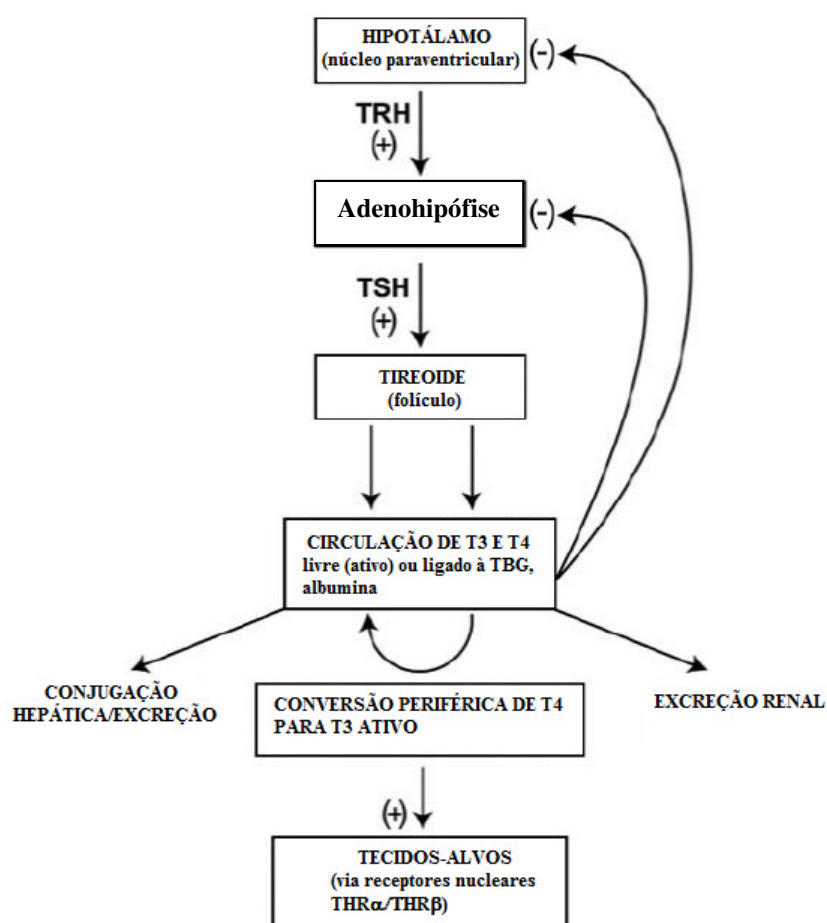 HIPOTÁLAMO
(núcleo paraventricular)
(-)
TRH
(+)
Adenohipófise
(-)
TSH
(+)
TIREOIDE
(folículo)
CIRCULAÇÃO DE T3 E T4
livre (ativo) ou ligado à TBG,
albumina
CONJUGAÇÃO
HEPÁTICA/EXCREÇÃO
CONVERSÃO PERIFÉRICA DE T4
PARA T3 ATIVO
EXCREÇÃO RENAL
(+)
TECIDOS-ALVOS
(via receptores nucleares
THRα/THRβ)